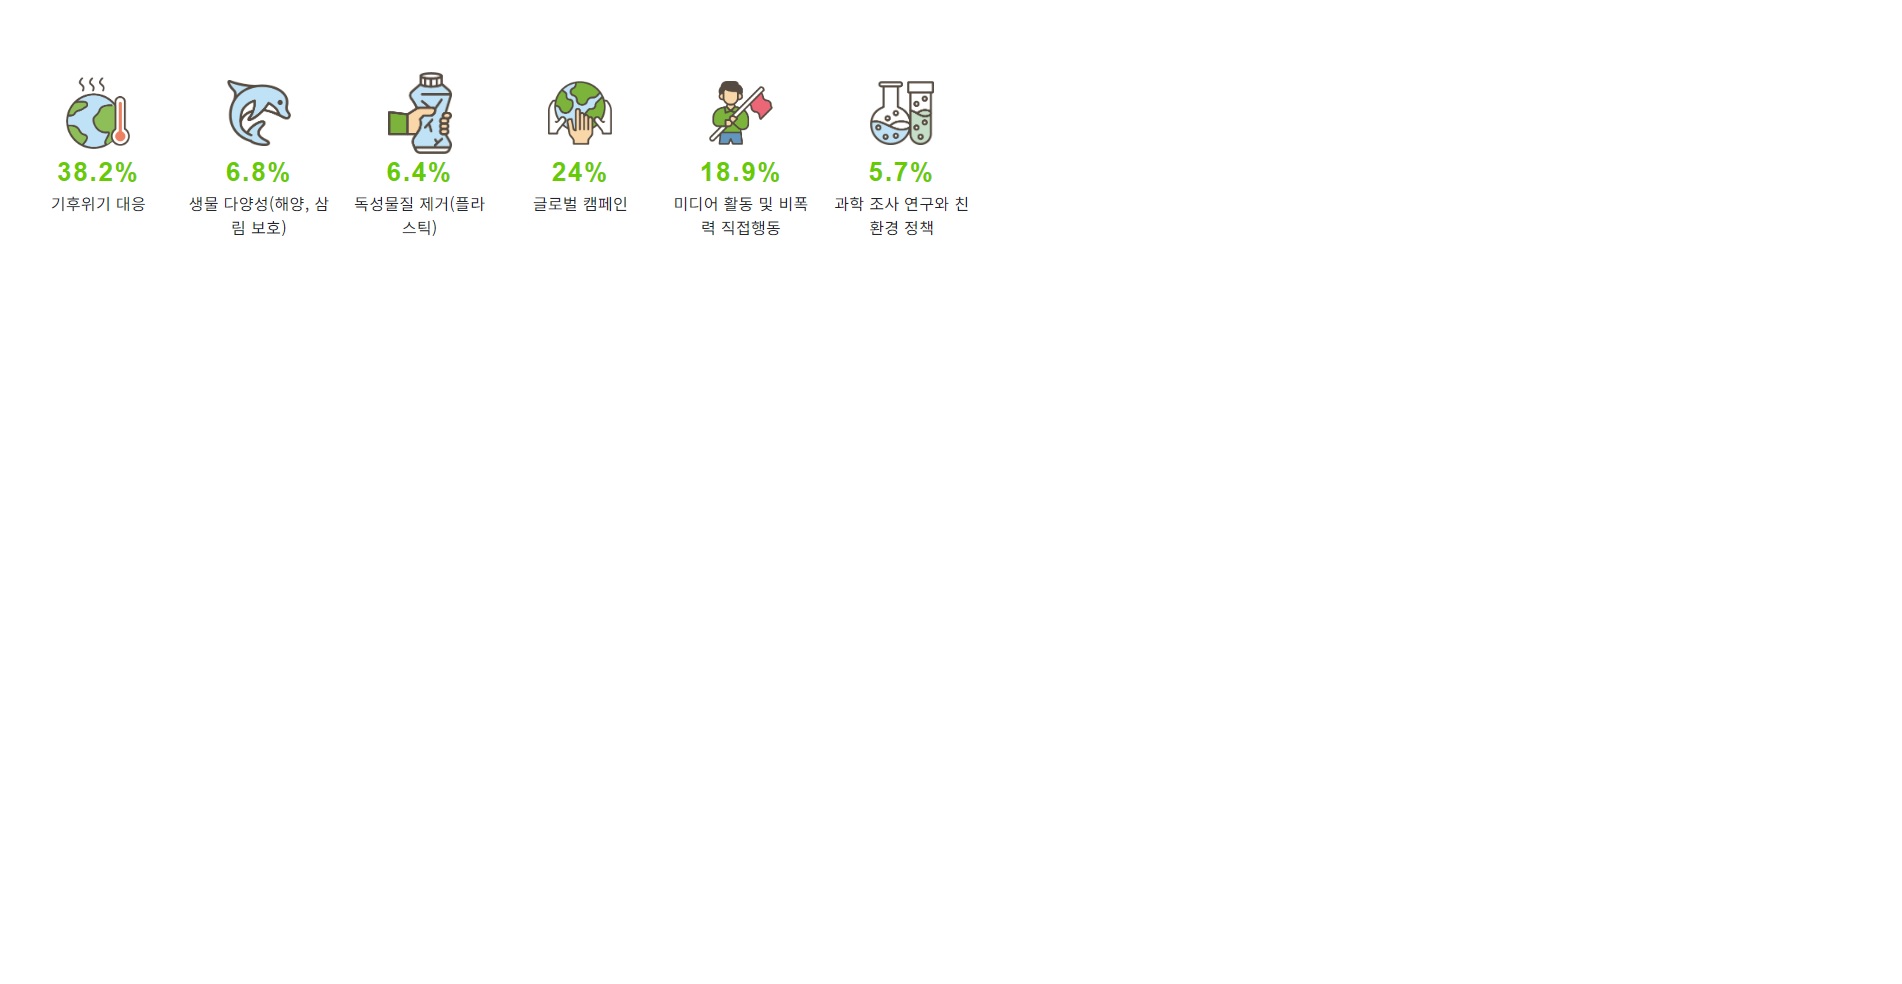 38.2%
기후위기 대응
6.8%
생물 다양성(해양, 삼
림 보호)
6.4%
독성물질 제거(플라
스틱)
24%
글로벌 캠페인
18.9%
미디어 활동 및 비폭
력 직접행동
5.7%
과학 조사 연구와 친
환경 정책